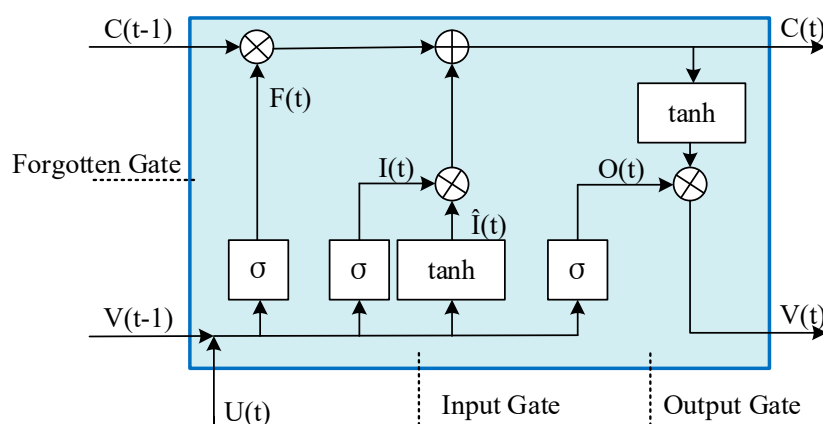 C(t-1)
C(t)
F(t)
tanh
Forgotten Gate
I(t)
O(t)
Î(t)
σ
σ
tanh
σ
V(t-1)
V(t)
U(t)
Input Gate
Output Gate